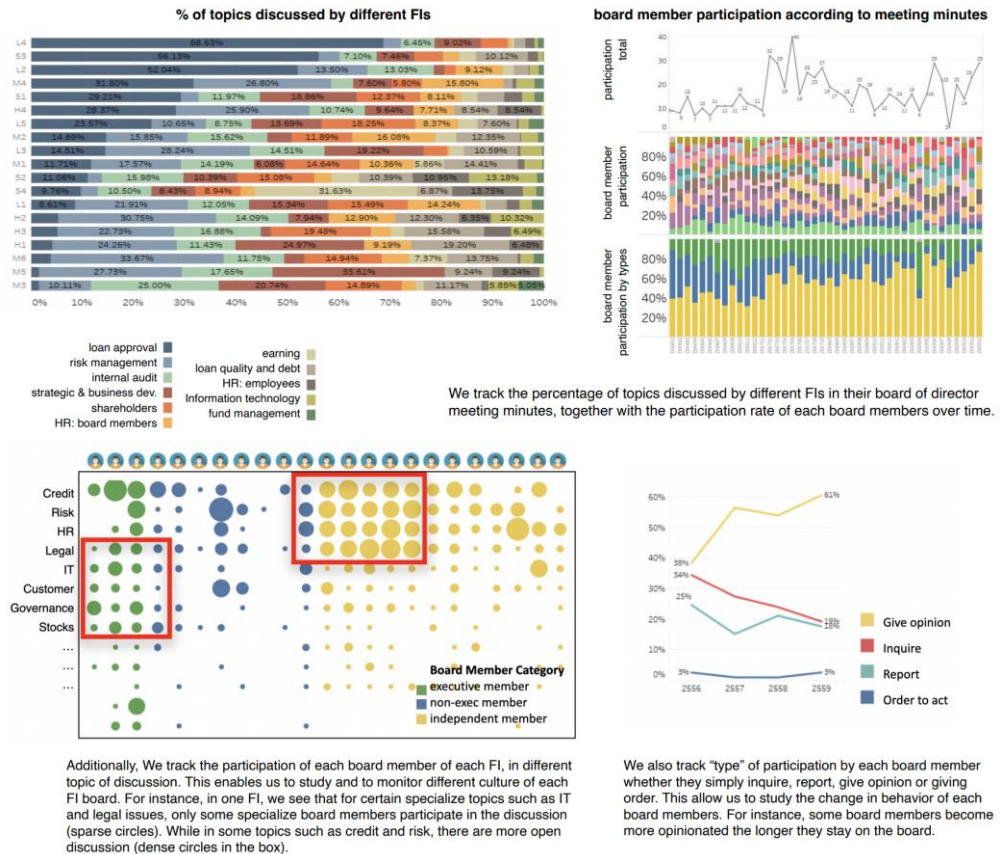 % of topics discussed by different FIs
L4 68.63% 6.45% 9.02%
S3 56.13% 7.10% 7.46% 10.12%
L2 52.04% 13.50% 13.03% 9.12%
M4 31.80% 26.80% 7.60% 5.80% 15.80%
S1 29.21% 11.97% 18.86% 12.37% 8.11%
H4 28.37% 25.90% 10.74% 9.64% 7.71% 8.54% 8.54%
L5 23.57% 10.65% 8.75% 13.69% 18.25% 8.37% 7.60%
M2 14.69% 15.85% 15.62% 11.89% 16.08% 12.35%
L3 14.51% 28.24% 14.51% 19.22% 10.59%
M1 11.71% 17.57% 14.19% 6.08% 14.64% 10.36% 5.86% 14.41%
S2 11.06% 15.98% 10.39% 15.08% 10.39% 10.95% 13.18%
S4 9.76% 10.50% 8.43% 8.94% 31.63% 6.87% 13.75%
L1 8.61% 21.91% 12.05% 15.34% 15.49% 14.24%
H2 30.75% 14.09% 7.94% 12.90% 12.30% 6.35% 10.32%
H3 22.73% 16.88% 19.48% 15.58% 6.49%
H1 24.26% 11.43% 24.97% 9.19% 19.20% 6.48%
M6 33.67% 11.75% 14.94% 7.37% 13.75%
M5 27.73% 17.65% 33.61% 9.24% 9.24%
M3 10.11% 25.00% 20.74% 14.89% 11.17% 5.85% 5.05%
0% 10% 20% 30% 40% 50% 60% 70% 80% 90% 100%
loan approval
risk management
internal audit
strategic & business dev.
shareholders
HR: board members
earning
loan quality and debt
HR: employees
Information technology
fund management
board member participation according to meeting minutes
participation
total
40
30
20
10
0
board member
participation
80%
60%
40%
20%
board member
participation by types
80%
60%
40%
20%
We track the percentage of topics discussed by different FIs in their board of director
meeting minutes, together with the participation rate of each board members over time.
Credit
Risk
HR
Legal
IT
Customer
Governance
Stocks
...
...
...
Board Member Category
executive member
non-exec member
independent member
Additionally, We track the participation of each board member of each FI, in different
topic of discussion. This enables us to study and to monitor different culture of each
FI board. For instance, in one FI, we see that for certain specialize topics such as IT
and legal issues, only some specialize board members participate in the discussion
(sparse circles). While in some topics such as credit and risk, there are more open
discussion (dense circles in the box).
60%
50%
40%
30%
20%
10%
0%
38%
34%
25%
3%
61%
19%
3%
2556 2557 2558 2559
Give opinion
Inquire
Report
Order to act
We also track “type” of participation by each board member
whether they simply inquire, report, give opinion or giving
order. This allow us to study the change in behavior of each
board members. For instance, some board members become
more opinionated the longer they stay on the board.